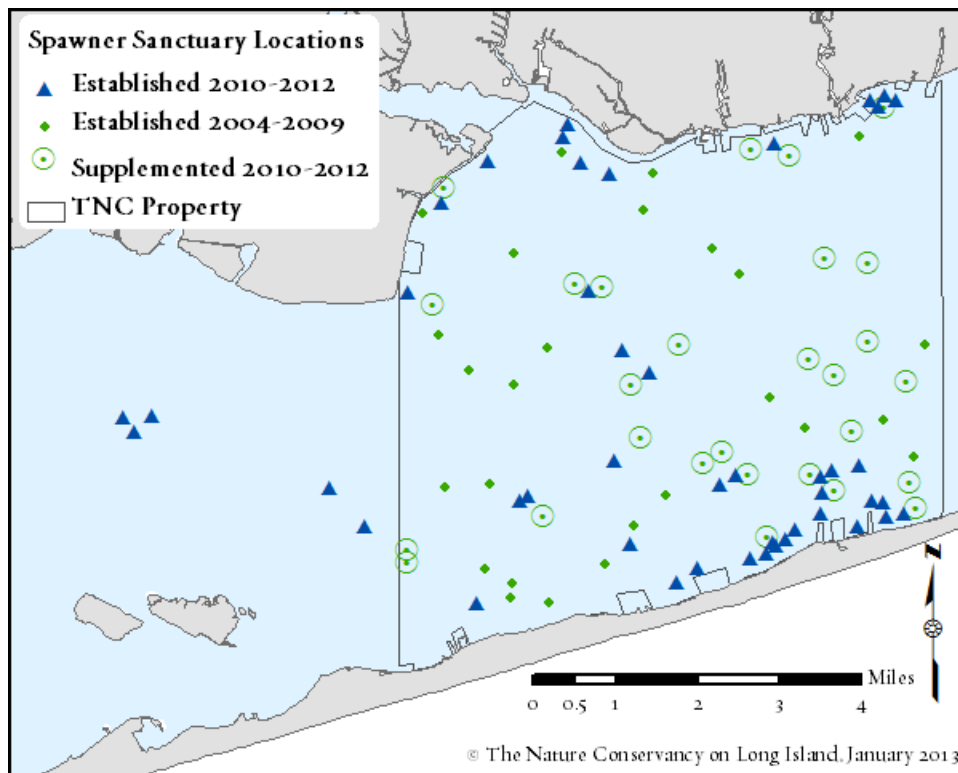 Spawner Sanctuary Locations
Established 2010-2012
Established 2004-2009
Supplemented 2010-2012
TNC Property
N
Miles
0 0.5 1 2 3 4
© The Nature Conservancy on Long Island, January 2013